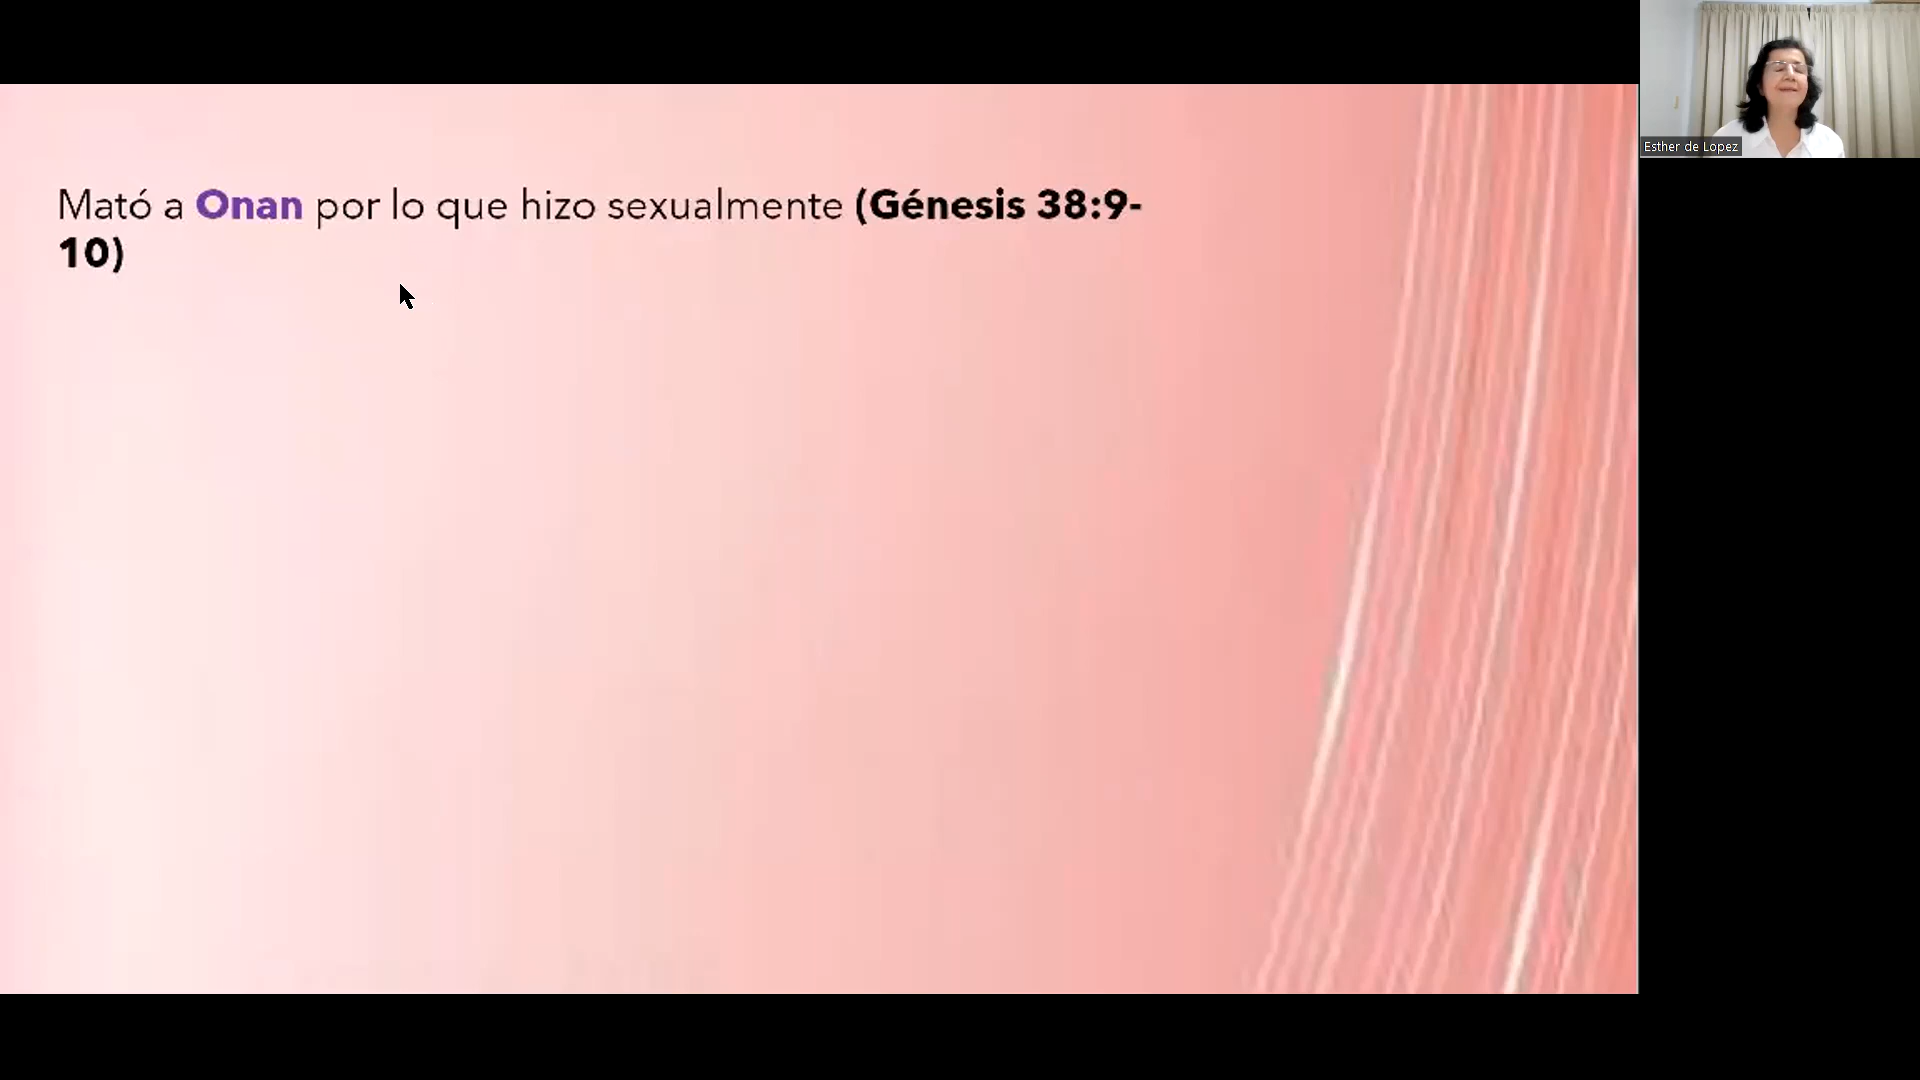 Mató a Onan por lo que hizo sexualmente (Génesis 38:9-
10)
Esther de Lopez